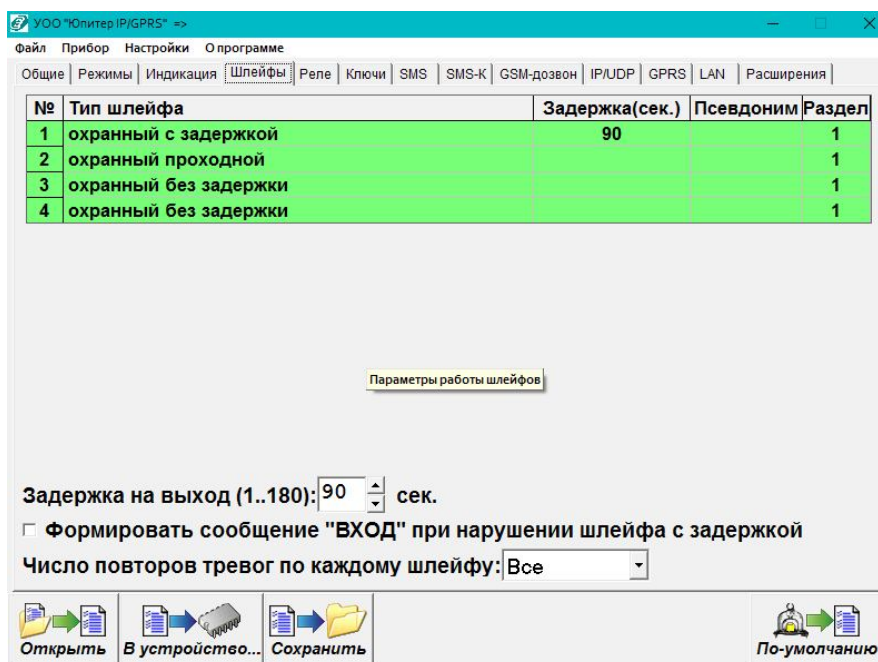 УОО "Юпитер IP/GPRS" =>
Файл Прибор Настройки О программе
Общие Режимы Индикация Шлейфы Реле Ключи SMS SMS-K GSM-дозвон IP/UDP GPRS LAN Расширения
№ Тип шлейфа Задержка(сек.) Псевдоним Раздел
1 охранный с задержкой 90 1
2 охранный проходной 1
3 охранный без задержки 1
4 охранный без задержки 1
Параметры работы шлейфов
Задержка на выход (1..180): 90 сек.
Формировать сообщение "ВХОД" при нарушении шлейфа с задержкой
Число повторов тревог по каждому шлейфу: Все
Открыть В устройство... Сохранить По-умолчанию